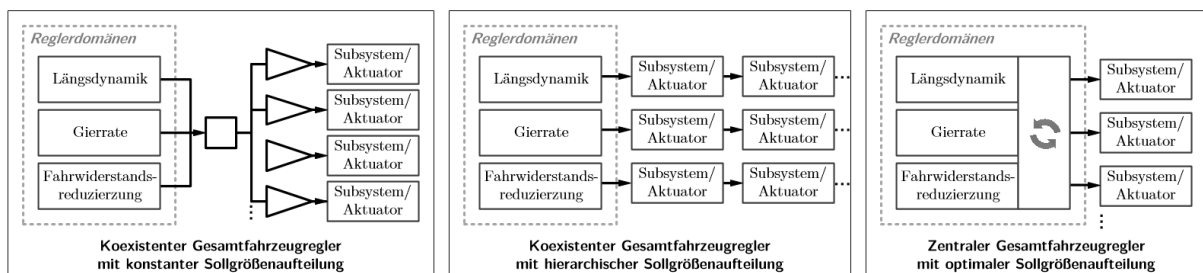 Reglerdomänen
Längsdynamik
Gierrate
Fahrwiderstands-
reduzierzung
Subsystem/
Aktuator
Subsystem/
Aktuator
Subsystem/
Aktuator
Subsystem/
Aktuator
Koexistenter Gesamtfahrzeugregler
mit konstanter Sollgrößenaufteilung
Reglerdomänen
Längsdynamik
Subsystem/
Aktuator
Subsystem/
Aktuator
Gierrate
Subsystem/
Aktuator
Subsystem/
Aktuator
Fahrwiderstands-
reduzierzung
Subsystem/
Aktuator
Subsystem/
Aktuator
Koexistenter Gesamtfahrzeugregler
mit hierarchischer Sollgrößenaufteilung
Reglerdomänen
Längsdynamik
Gierrate
Fahrwiderstands-
reduzierzung
Subsystem/
Aktuator
Subsystem/
Aktuator
Subsystem/
Aktuator
Zentraler Gesamtfahrzeugregler
mit optimaler Sollgrößenaufteilung